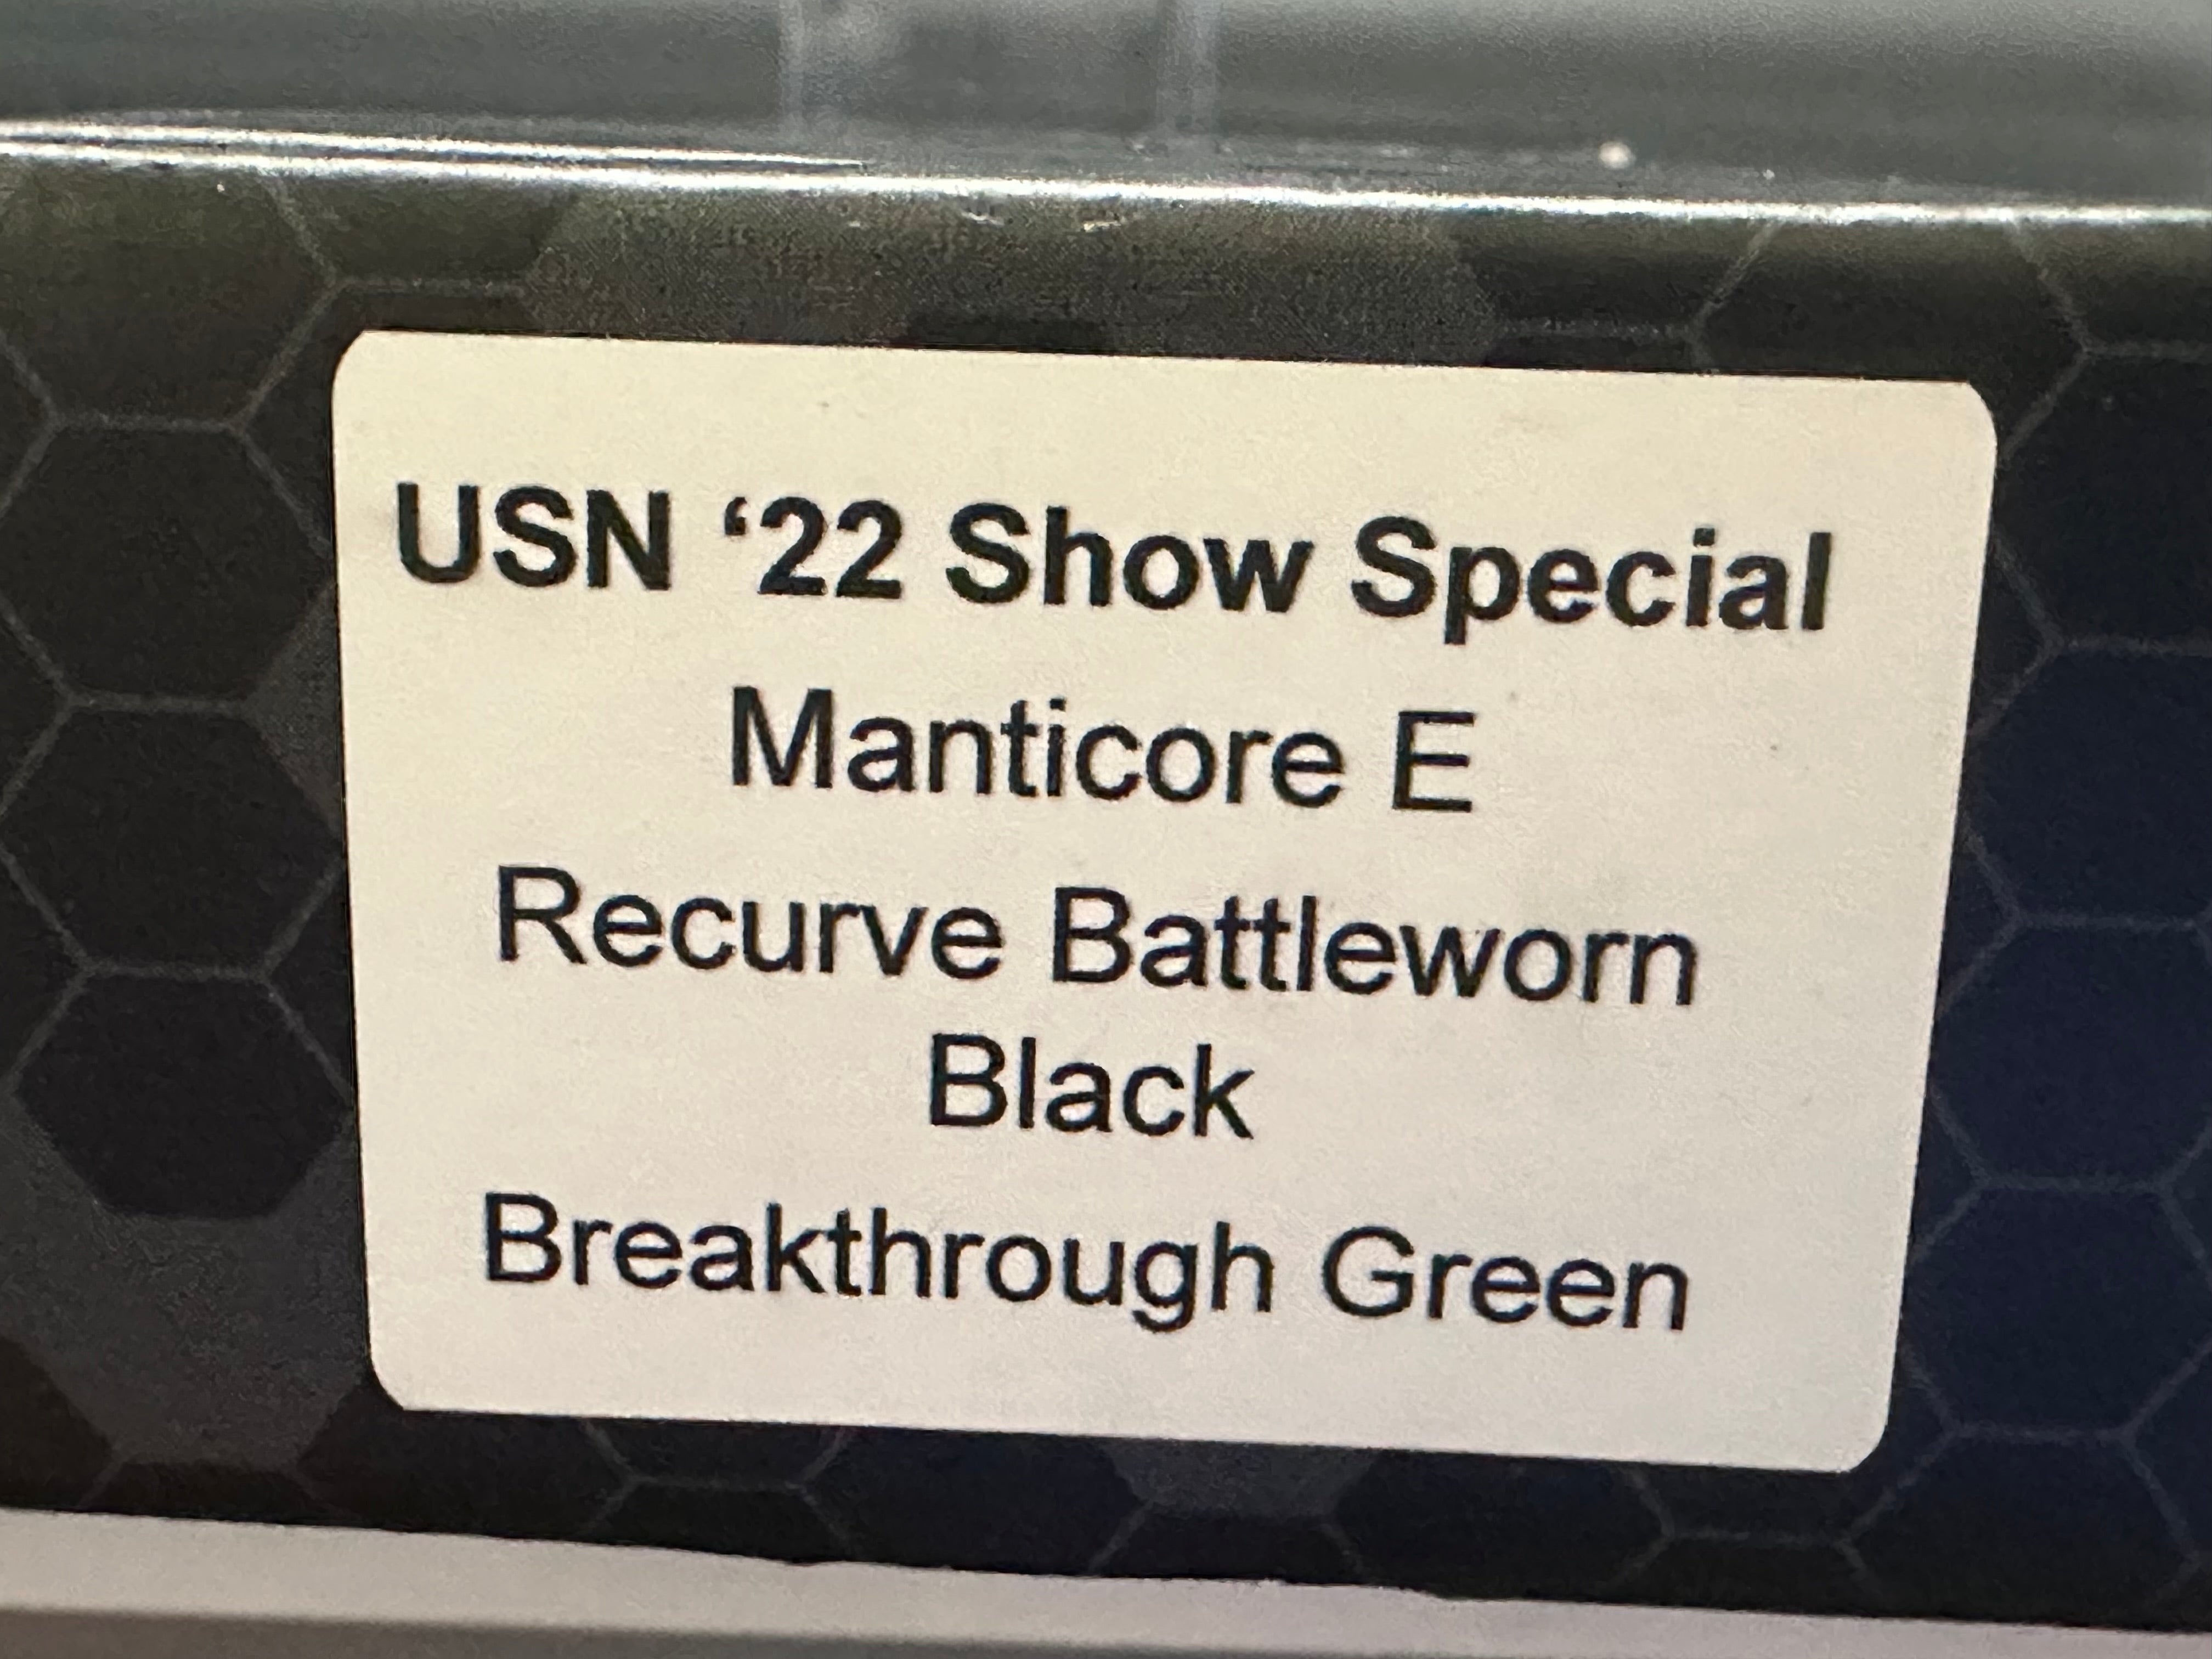 USN ‘22 Show Special
Manticore E
Recurve Battleworn
Black
Breakthrough Green